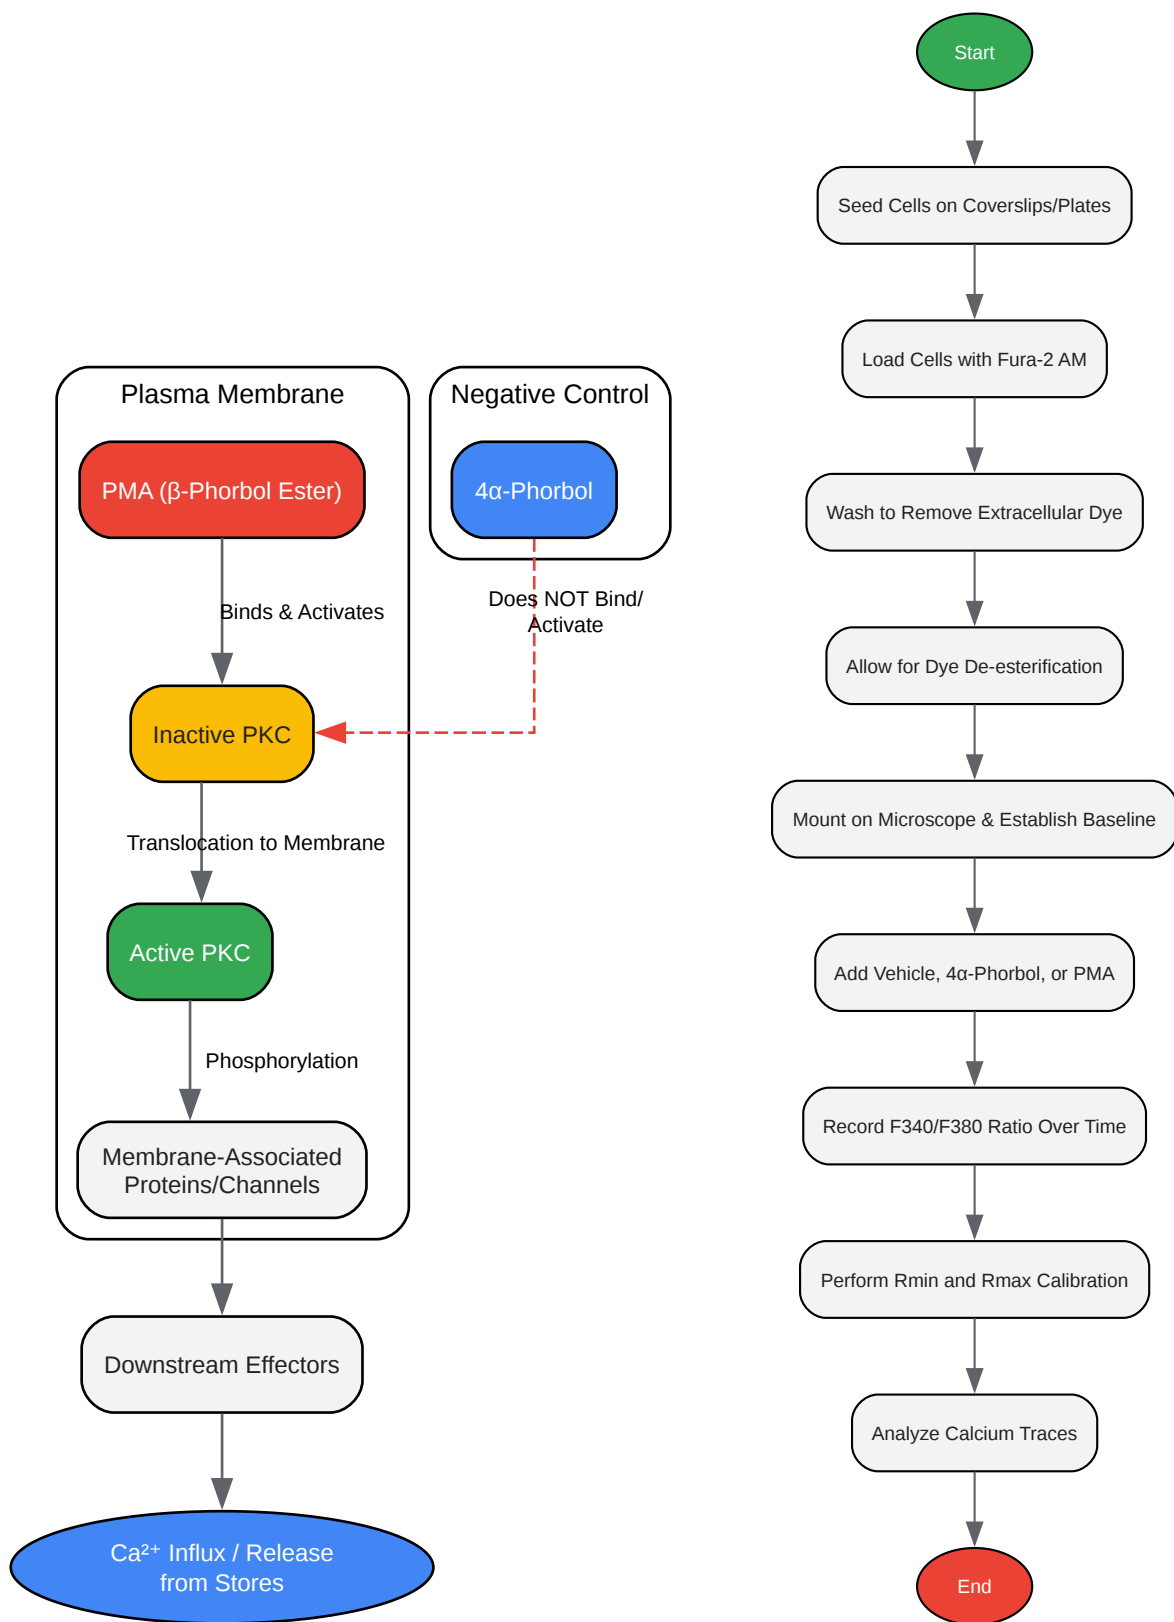 Plasma Membrane
PMA (β-Phorbol Ester)
Binds & Activates
Inactive PKC
Translocation to Membrane
Active PKC
Phosphorylation
Membrane-Associated
Proteins/Channels
Downstream Effectors
Ca²⁺ Influx / Release
from Stores
Negative Control
4α-Phorbol
Does NOT Bind/
Activate
Start
Seed Cells on Coverslips/Plates
Load Cells with Fura-2 AM
Wash to Remove Extracellular Dye
Allow for Dye De-esterification
Mount on Microscope & Establish Baseline
Add Vehicle, 4α-Phorbol, or PMA
Record F340/F380 Ratio Over Time
Perform Rmin and Rmax Calibration
Analyze Calcium Traces
End